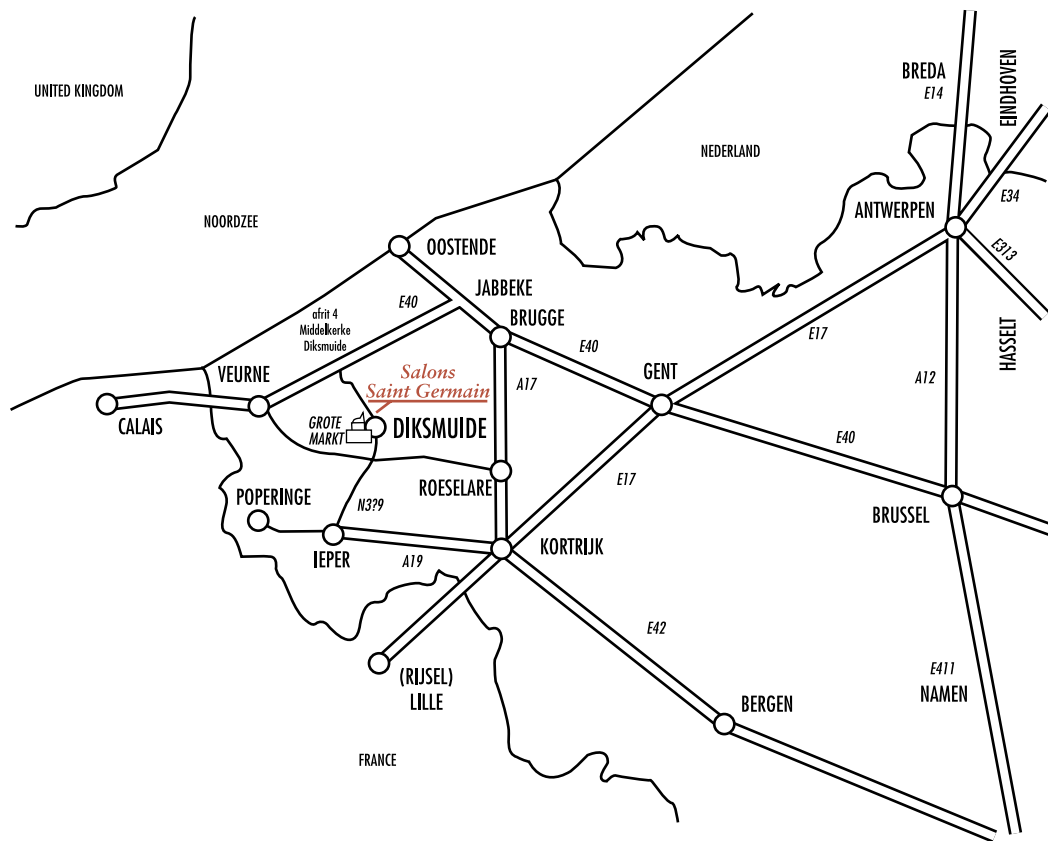 UNITED KINGDOM
BREDA
E14
EINDHOVEN
NEDERLAND
E34
ANTWERPEN
NOORDZEE
OOSTENDE
E313
JABBEKE
E40
afrit 4
Middelkerke
Diksmuide
BRUGGE
E17
HASSELT
E40
VEURNE
Salons
Saint Germain
GENT
A17
A12
CALAIS
GROTE
MARKT
DIKSMUIDE
E40
ROESELARE
E17
POPERINGE
N3?9
BRUSSEL
IEPER
A19
KORTRIJK
E42
(RIJSEL)
LILLE
E411
NAMEN
BERGEN
FRANCE